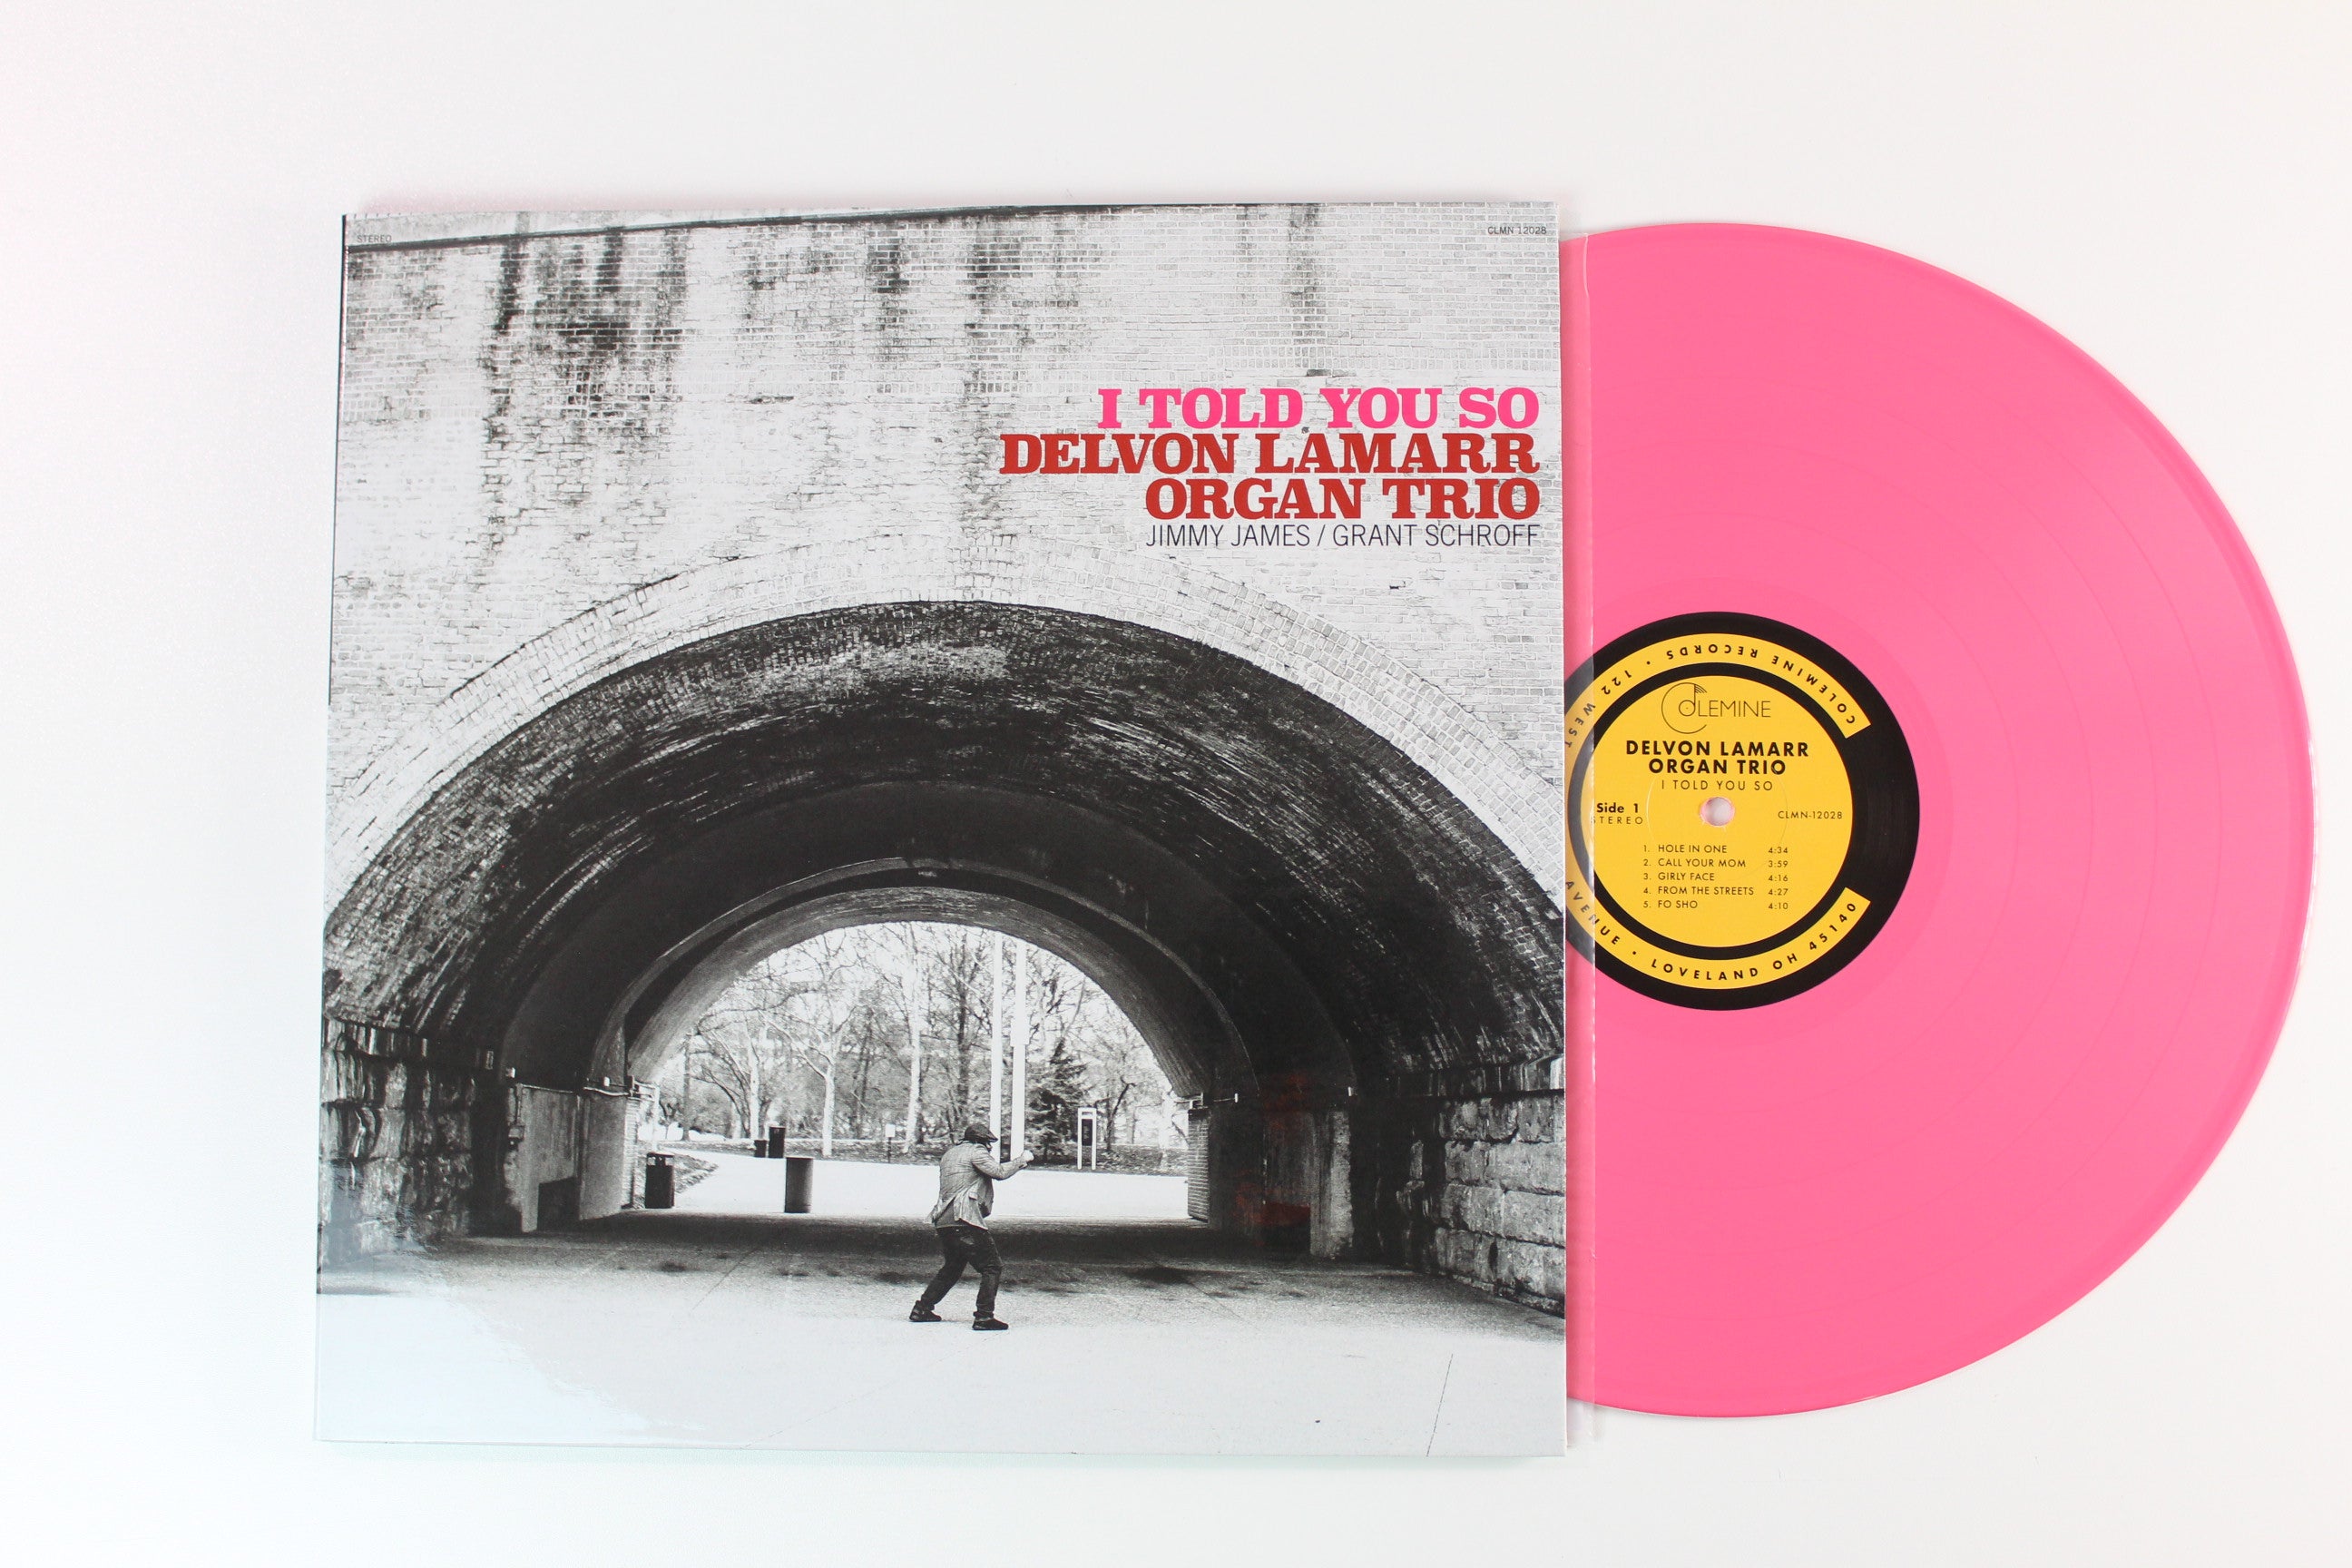 STEREO
CLMN 12028
I TOLD YOU SO
DELVON LAMARR
ORGAN TRIO
JIMMY JAMES / GRANT SCHROFF
COLEMINE RECORDS • 122 WEST
AVENUE • LOVELAND OH 45140
COLEMINE
DELVON LAMARR
ORGAN TRIO
I TOLD YOU SO
Side 1
STEREO
CLMN-12028
1. HOLE IN ONE 4:34
2. CALL YOUR MOM 3:59
3. GIRLY FACE 4:16
4. FROM THE STREETS 4:27
5. FO SHO 4:10